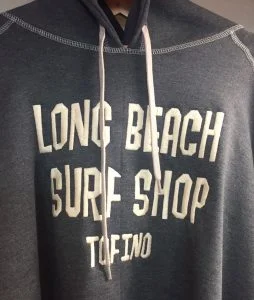 LONG BEACH
SURF SHOP
TOFINO